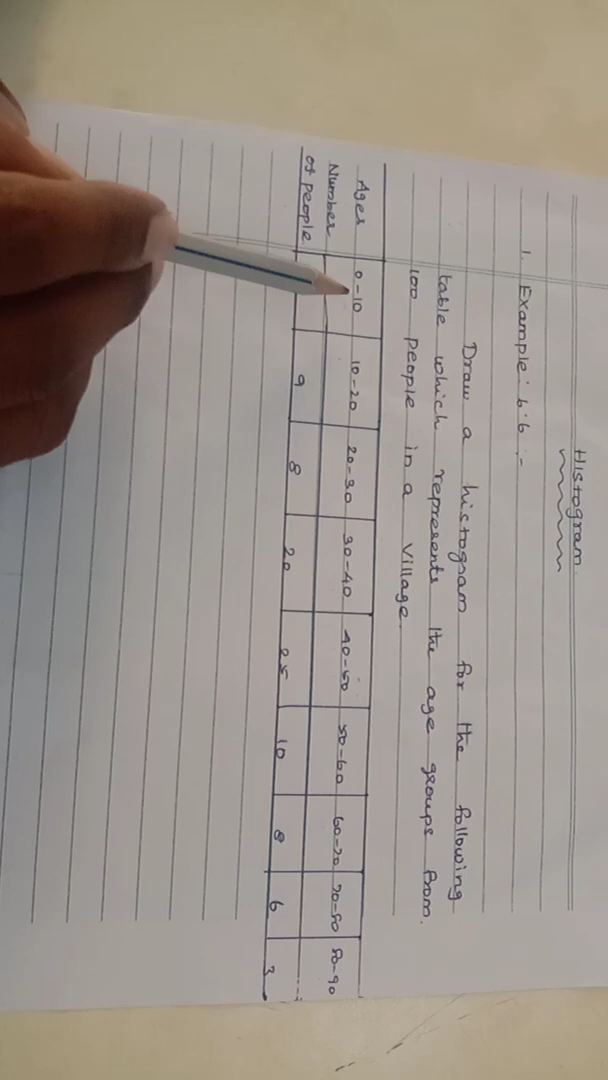 Histogram
1. Example: 6.6 :-
Draw a histogram for the following
table which represents the age groups from
100 people in a village.
Ages 0-10 10-20 20-30 30-40 40-50 50-60 60-70 70-80 80-90
Number
of people 9 8 20 25 10 8 6 3